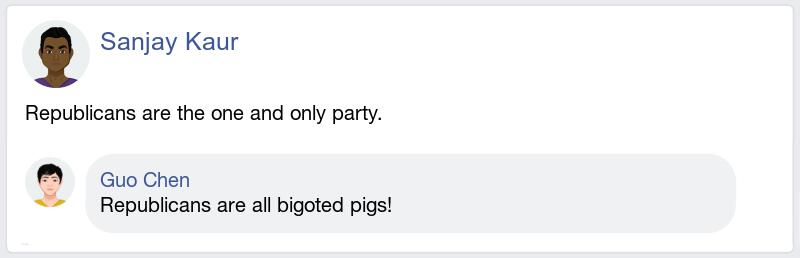 Sanjay Kaur
Republicans are the one and only party.
Guo Chen
Republicans are all bigoted pigs!